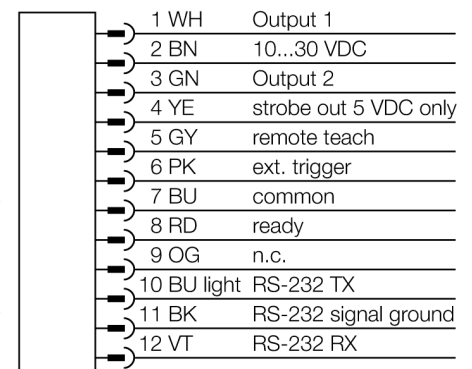 1 WH Output 1
2 BN 10...30 VDC
3 GN Output 2
4 YE strobe out 5 VDC only
5 GY remote teach
6 PK ext. trigger
7 BU common
8 RD ready
9 OG n.c.
10 BU light RS-232 TX
11 BK RS-232 signal ground
12 VT RS-232 RX